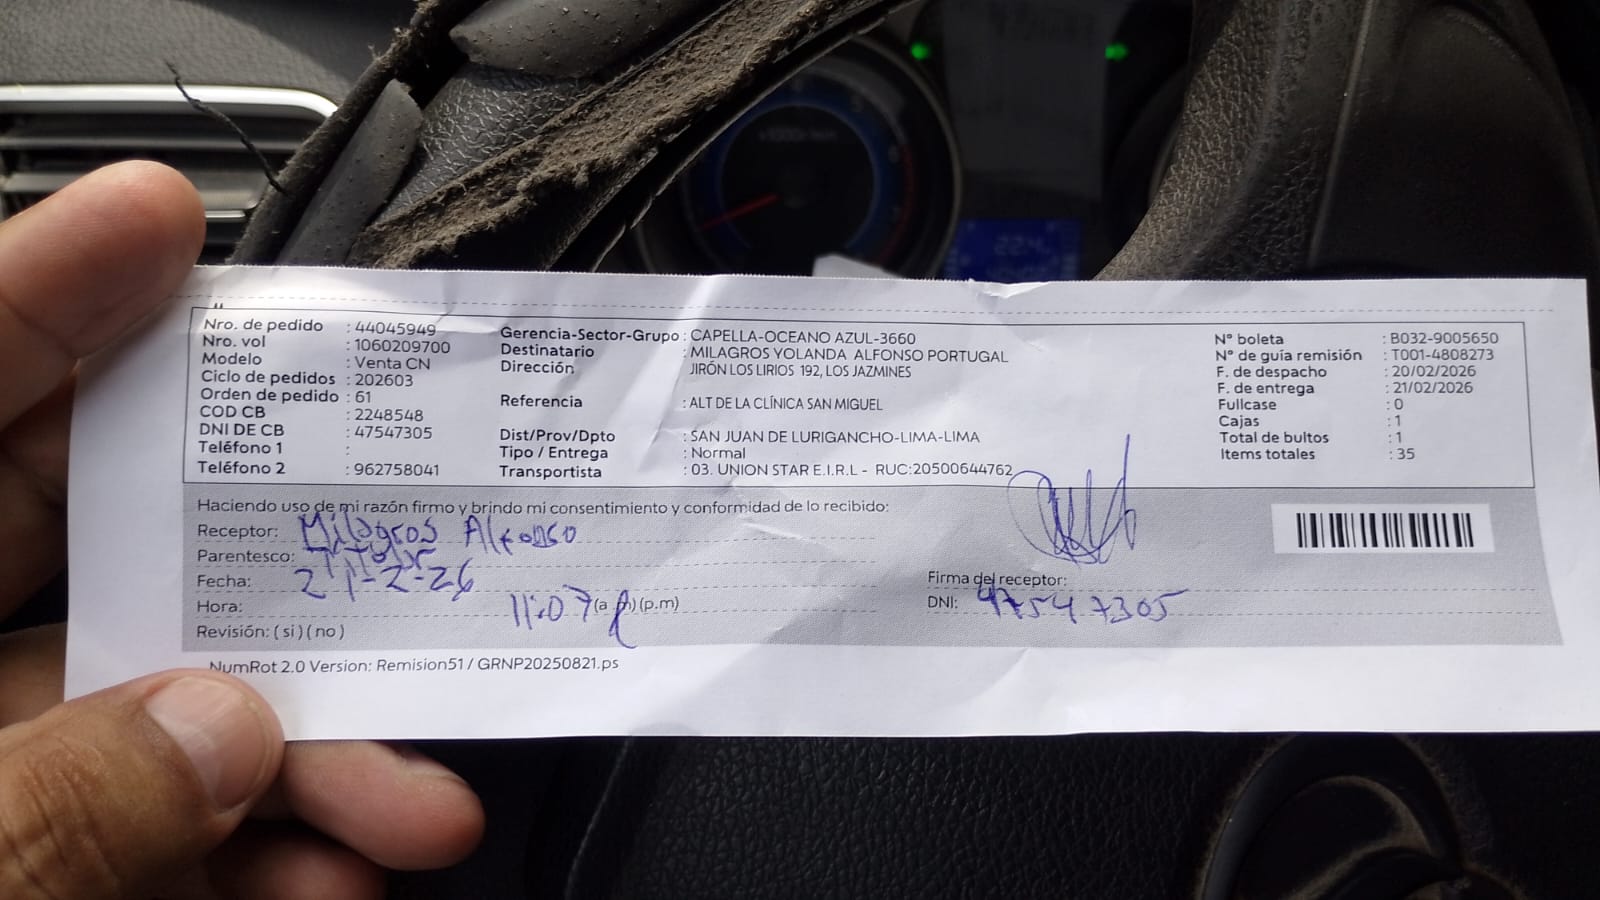 Nro. de pedido : 44045949
Nro. vol : 1060209700
Modelo : Venta CN
Ciclo de pedidos : 202603
Orden de pedido : 61
COD CB : 2248548
DNI DE CB : 47547305
Teléfono 1 :
Teléfono 2 : 962758041
Gerencia-Sector-Grupo : CAPELLA-OCEANO AZUL-3660
Destinatario : MILAGROS YOLANDA ALFONSO PORTUGAL
Dirección JIRÓN LOS LIRIOS 192, LOS JAZMINES
Referencia : ALT DE LA CLÍNICA SAN MIGUEL
Dist/Prov/Dpto : SAN JUAN DE LURIGANCHO-LIMA-LIMA
Tipo / Entrega : Normal
Transportista : 03. UNION STAR E.I.R.L - RUC:20500644762
N° boleta : B032-9005650
N° de guía remisión : T001-4808273
F. de despacho : 20/02/2026
F. de entrega : 21/02/2026
Fullcase : 0
Cajas : 1
Total de bultos : 1
Items totales : 35
Haciendo uso de mi razón firmo y brindo mi consentimiento y conformidad de lo recibido:
Receptor: Milagros Alfonso
Parentesco: Titular
Fecha: 21-2-26
Hora: 11:07 (a.m) (p.m)
Revisión: ( si ) ( no )
Firma del receptor:
DNI: 47547305
NumRot 2.0 Version: Remision51 / GRNP20250821.ps